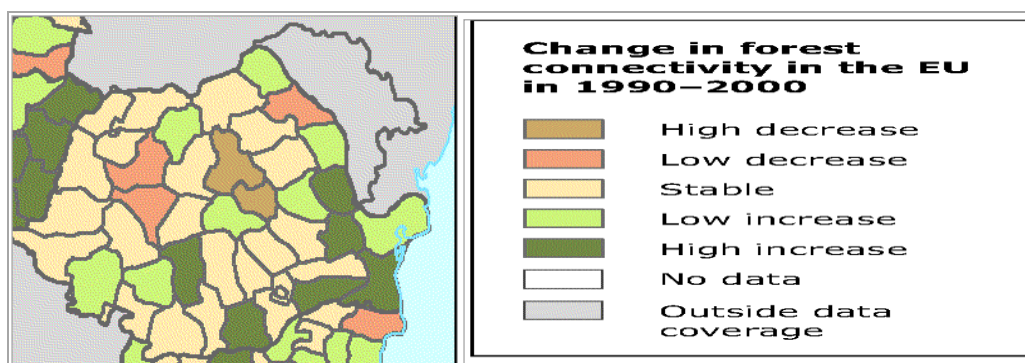 Change in forest
connectivity in the EU
in 1990–2000
High decrease
Low decrease
Stable
Low increase
High increase
No data
Outside data
coverage